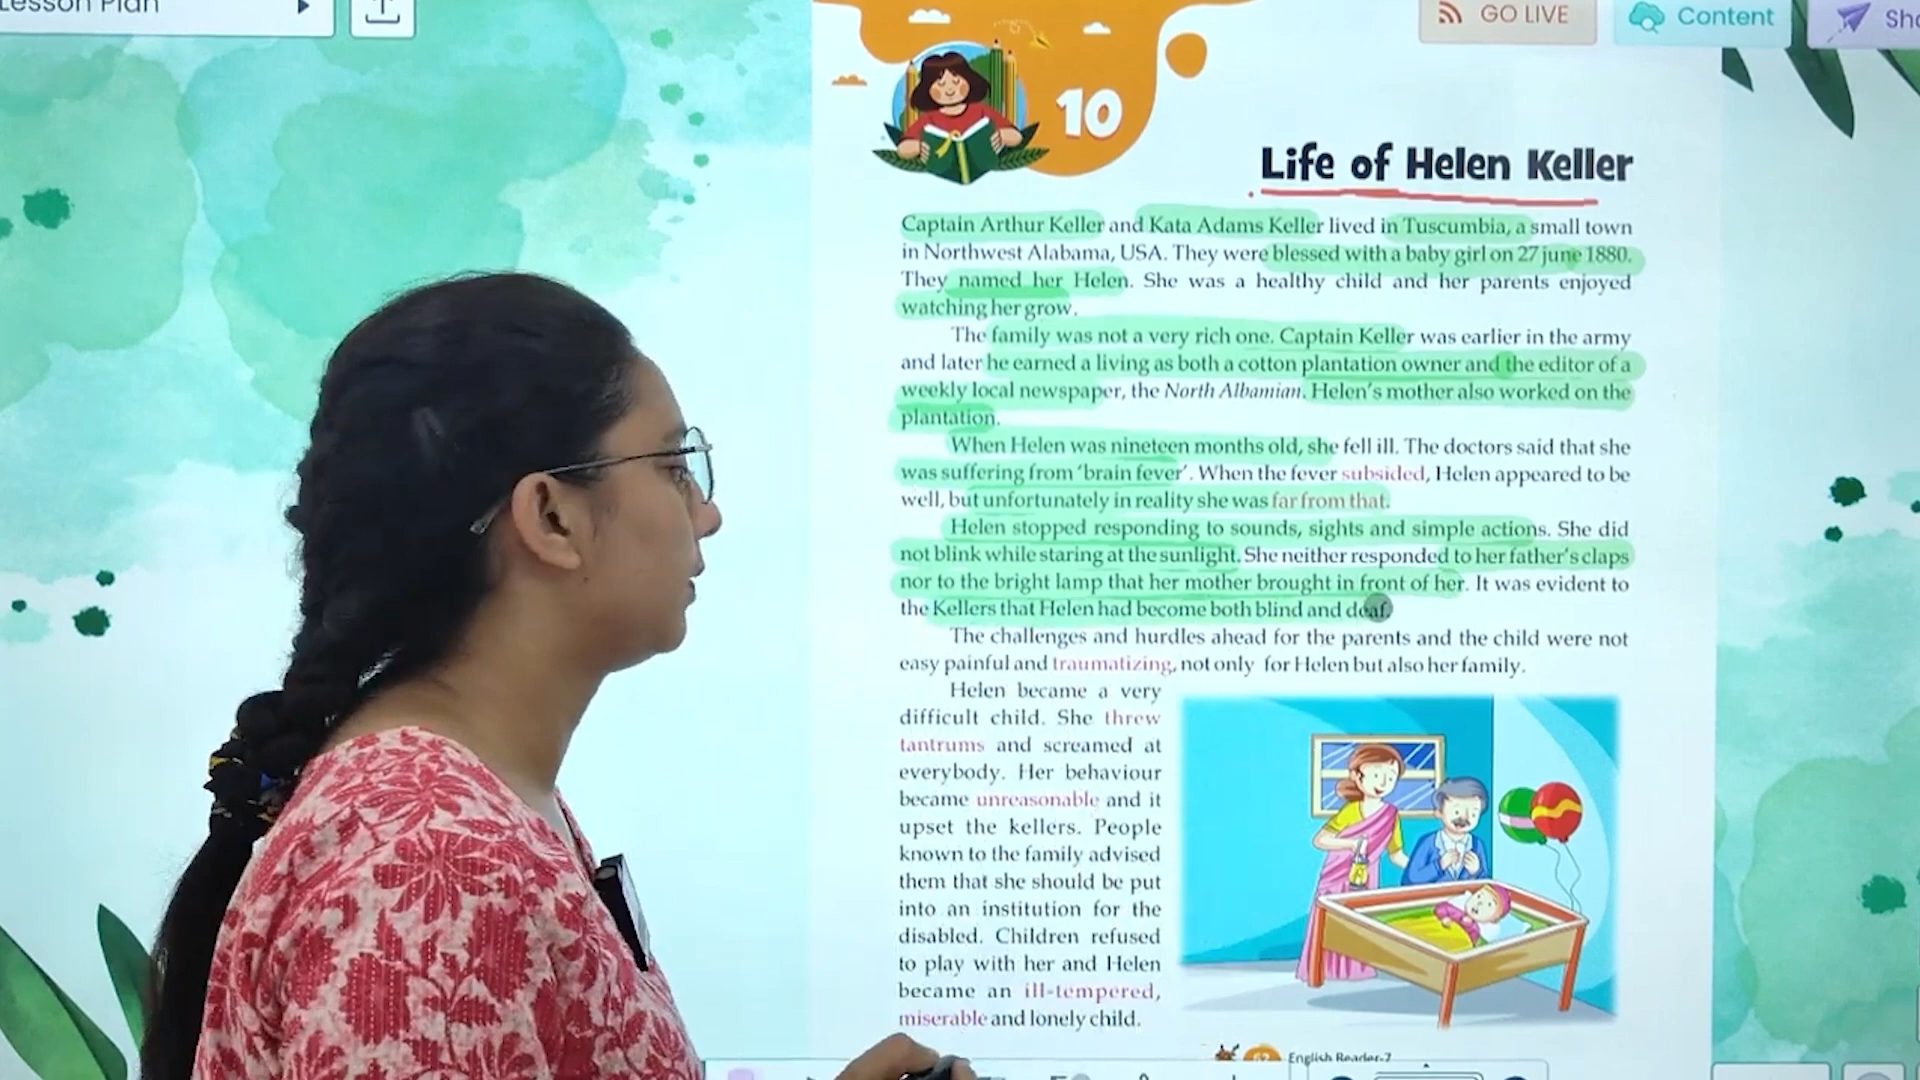 Lesson Plan
GO LIVE
Content
10
Life of Helen Keller
Captain Arthur Keller and Kata Adams Keller lived in Tuscumbia, a small town
in Northwest Alabama, USA. They were blessed with a baby girl on 27 june 1880.
They named her Helen. She was a healthy child and her parents enjoyed
watching her grow.
The family was not a very rich one. Captain Keller was earlier in the army
and later he earned a living as both a cotton plantation owner and the editor of a
weekly local newspaper, the North Albamian. Helen's mother also worked on the
plantation.
When Helen was nineteen months old, she fell ill. The doctors said that she
was suffering from 'brain fever'. When the fever subsided, Helen appeared to be
well, but unfortunately in reality she was far from that.
Helen stopped responding to sounds, sights and simple actions. She did
not blink while staring at the sunlight. She neither responded to her father's claps
nor to the bright lamp that her mother brought in front of her. It was evident to
the Kellers that Helen had become both blind and deaf.
The challenges and hurdles ahead for the parents and the child were not
easy painful and traumatizing, not only for Helen but also her family.
Helen became a very
difficult child. She threw
tantrums and screamed at
everybody. Her behaviour
became unreasonable and it
upset the kellers. People
known to the family advised
them that she should be put
into an institution for the
disabled. Children refused
to play with her and Helen
became an ill-tempered,
miserable and lonely child.
62 English Reader-7